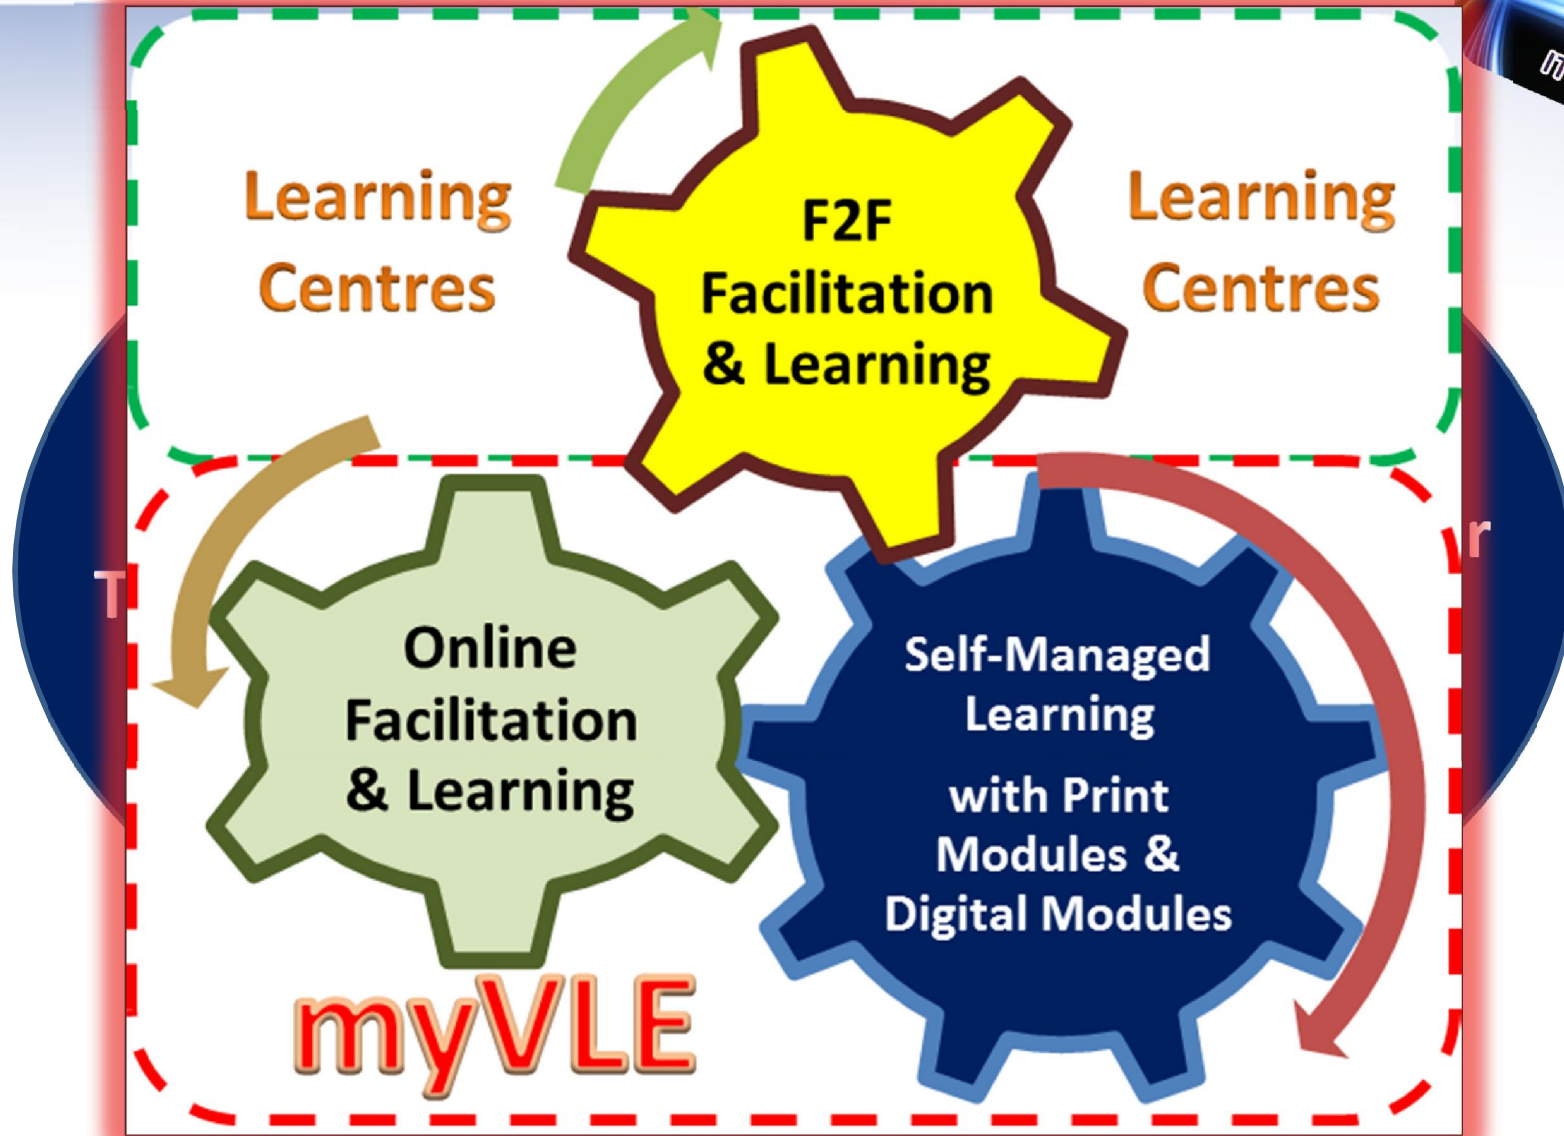 Learning
Centres
F2F
Facilitation
& Learning
Learning
Centres
Online
Facilitation
& Learning
Self-Managed
Learning
with Print
Modules &
Digital Modules
myVLE